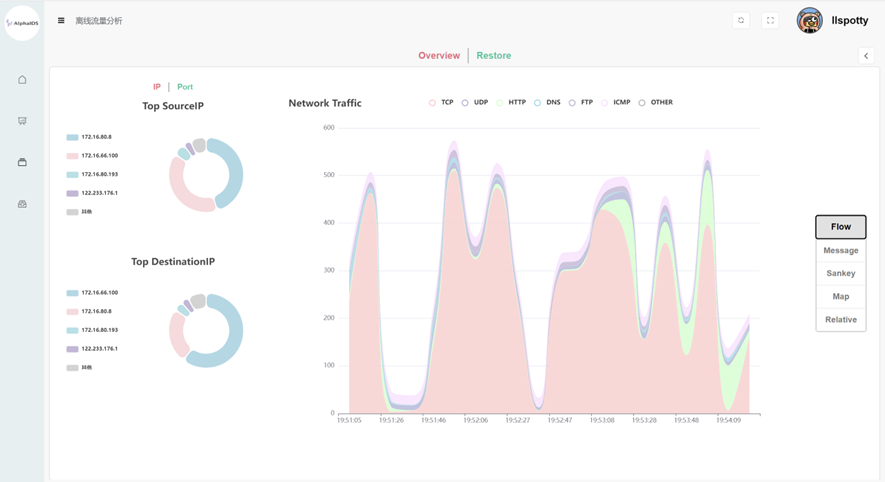 AlphaIDS
离线流量分析
llspotty
Overview | Restore
IP | Port
Top SourceIP
172.16.80.8
172.16.66.100
172.16.80.193
122.233.176.1
其他
Top DestinationIP
172.16.66.100
172.16.80.8
172.16.80.193
122.233.176.1
其他
Network Traffic
TCP UDP HTTP DNS FTP ICMP OTHER
600
500
400
300
200
100
0
19:51:05 19:51:26 19:51:46 19:52:06 19:52:27 19:52:47 19:53:08 19:53:28 19:53:48 19:54:09
Flow
Message
Sankey
Map
Relative